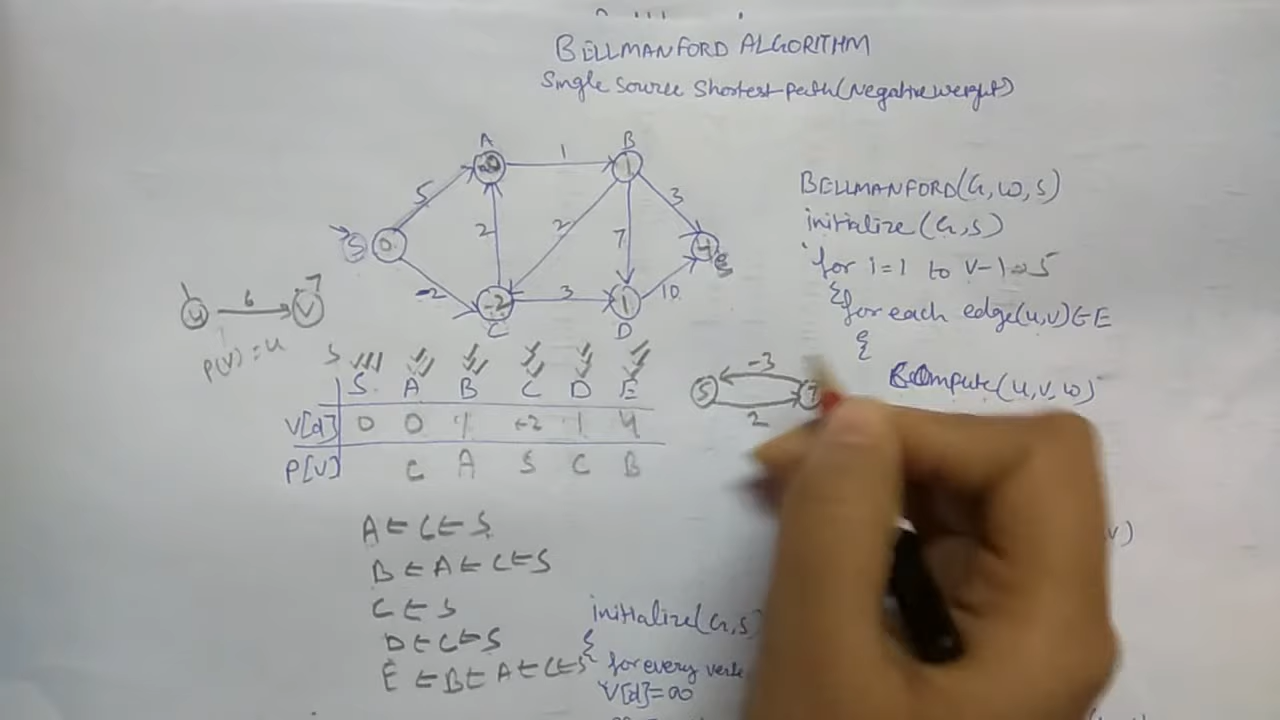 BELLMANFORD ALGORITHM
Single Source Shortest-path (Negative weight)
A 1 B
5 3
S 0 2 2 7 4 E
-2 -2 3 1 10
C D
u 6 v 7
P(v) = u
S A B C D E
V[d] 0 0 1 -2 1 4
P[V] C A S C B
A ← C ← S
B ← A ← C ← S
C ← S
D ← C ← S
E ← B ← A ← C ← S
5 -3 7
2
BELLMANFORD(G, W, S)
initialize (G, S)
for i=1 to V-1
{for each edge(u,v)∈E
{
Compute(u, v, w)
v)
initialize(G, S)
{
for every verte
V[d]=∞